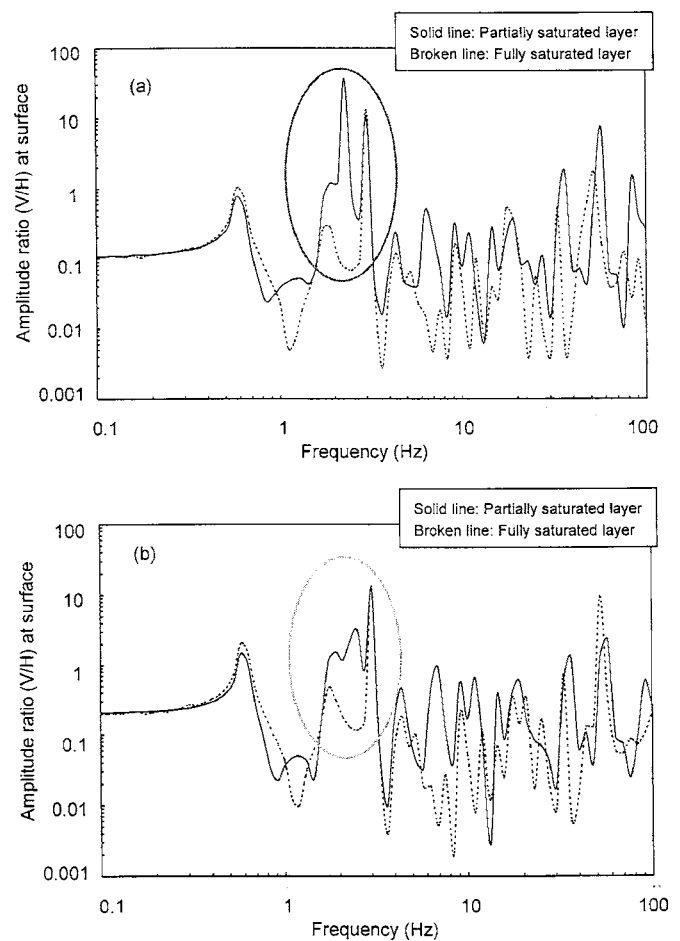 Solid line: Partially saturated layer
Broken line: Fully saturated layer
(a)
Amplitude ratio (V/H) at surface
100
10
1
0.1
0.01
0.001
0.1
1
10
100
Frequency (Hz)
Solid line: Partially saturated layer
Broken line: Fully saturated layer
(b)
Amplitude ratio (V/H) at surface
100
10
1
0.1
0.01
0.001
0.1
1
10
100
Frequency (Hz)